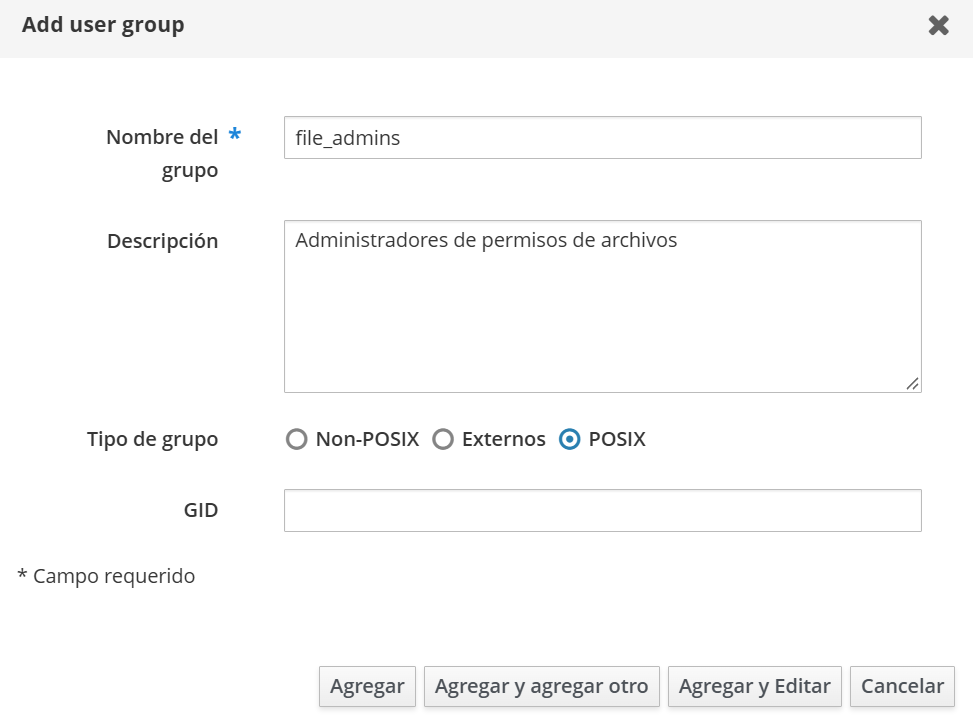 Add user group
Nombre del *
grupo
file_admins
Descripción
Administradores de permisos de archivos
Tipo de grupo
Non-POSIX Externos POSIX
GID
* Campo requerido
Agregar Agregar y agregar otro Agregar y Editar Cancelar